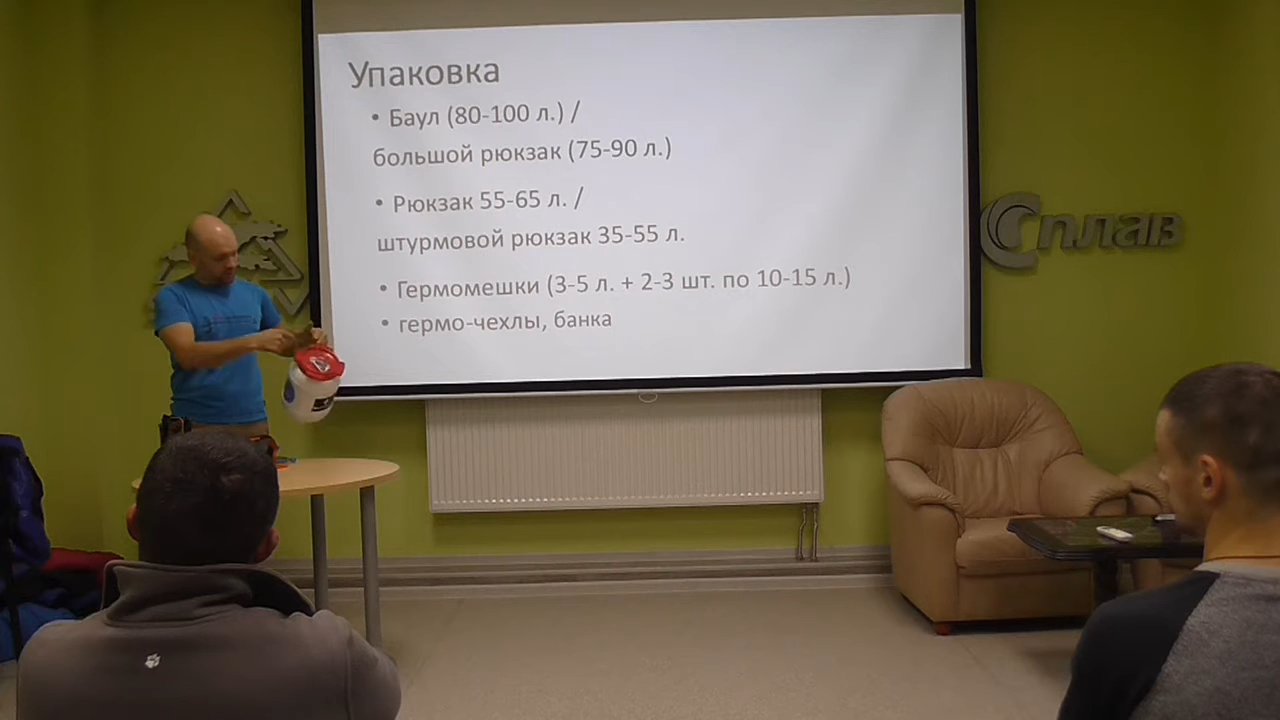 Упаковка
• Баул (80-100 л.) /
большой рюкзак (75-90 л.)
• Рюкзак 55-65 л. /
штурмовой рюкзак 35-55 л.
• Гермомешки (3-5 л. + 2-3 шт. по 10-15 л.)
• гермо-чехлы, банка
Сплав